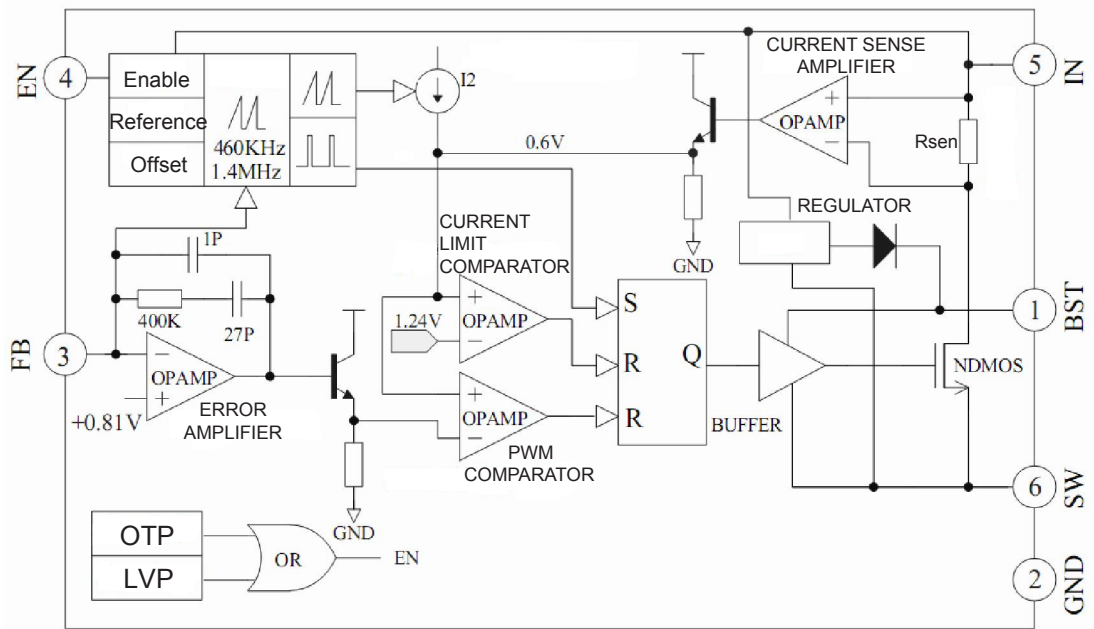 EN
4
Enable
Reference
Offset
460KHz
1.4MHz
I2
CURRENT SENSE
AMPLIFIER
+
OPAMP
−
5
IN
Rsen
0.6V
GND
REGULATOR
1P
400K
27P
CURRENT
LIMIT
COMPARATOR
+
OPAMP
−
1.24V
S
R
R
Q
1
BST
FB
3
−
OPAMP
+
+0.81V
ERROR
AMPLIFIER
+
OPAMP
−
PWM
COMPARATOR
BUFFER
NDMOS
6
SW
GND
OTP
LVP
OR
EN
2
GND